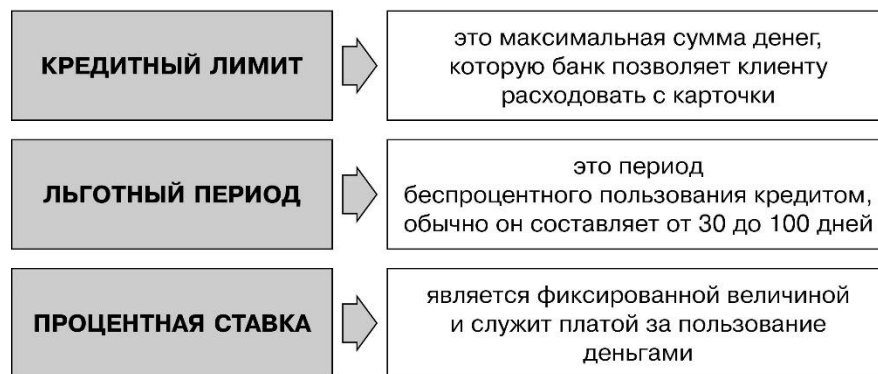 КРЕДИТНЫЙ ЛИМИТ
это максимальная сумма денег,
которую банк позволяет клиенту
расходовать с карточки
ЛЬГОТНЫЙ ПЕРИОД
это период
беспроцентного пользования кредитом,
обычно он составляет от 30 до 100 дней
ПРОЦЕНТНАЯ СТАВКА
является фиксированной величиной
и служит платой за пользование
деньгами